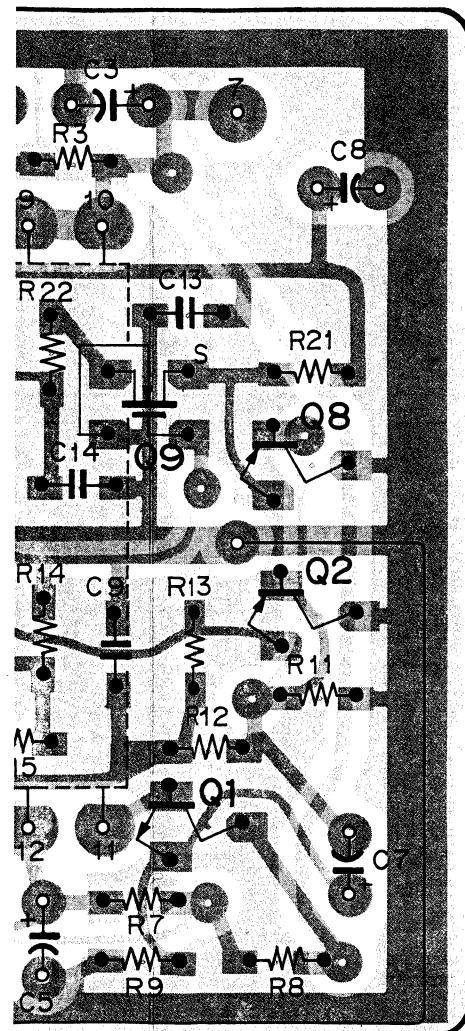 C3
+
7
R3
C8
+
9
10
R22
C13
S
R21
Q8
C14
Q9
R14
C9
R13
Q2
R11
R12
15
Q1
12
11
C7
+
+
R7
C5
R9
R8